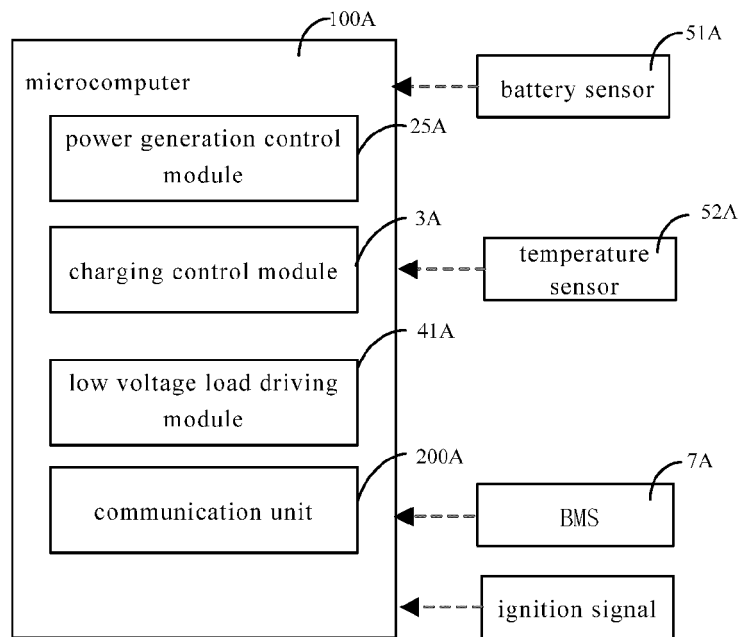 100A
51A
microcomputer
battery sensor
power generation control
module
25A
3A
52A
charging control module
temperature
sensor
41A
low voltage load driving
module
200A
7A
communication unit
BMS
ignition signal